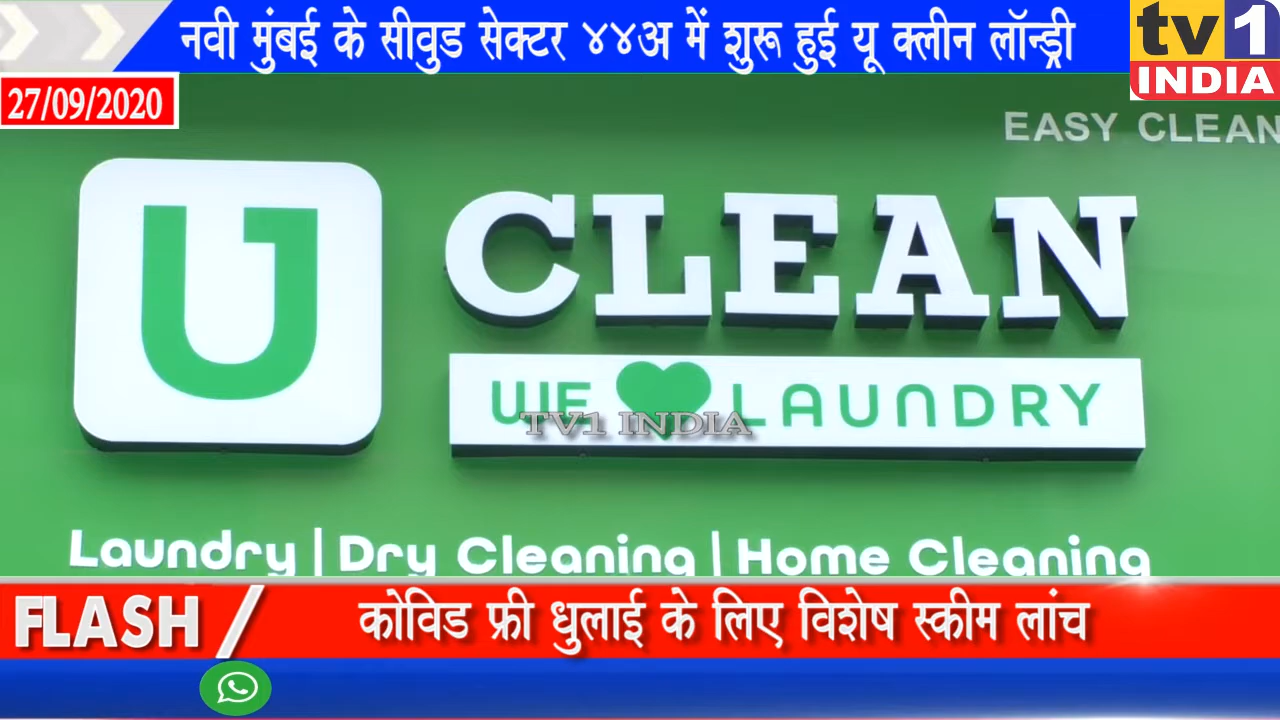 नवी मुंबई के सीवुड सेक्टर ४४अ में शुरू हुई यू क्लीन लॉन्ड्री
tv1
INDIA
27/09/2020
EASY CLEAN
U CLEAN
WE LAUNDRY
TV1 INDIA
Laundry | Dry Cleaning | Home Cleaning
FLASH/ कोविड फ्री धुलाई के लिए विशेष स्कीम लांच